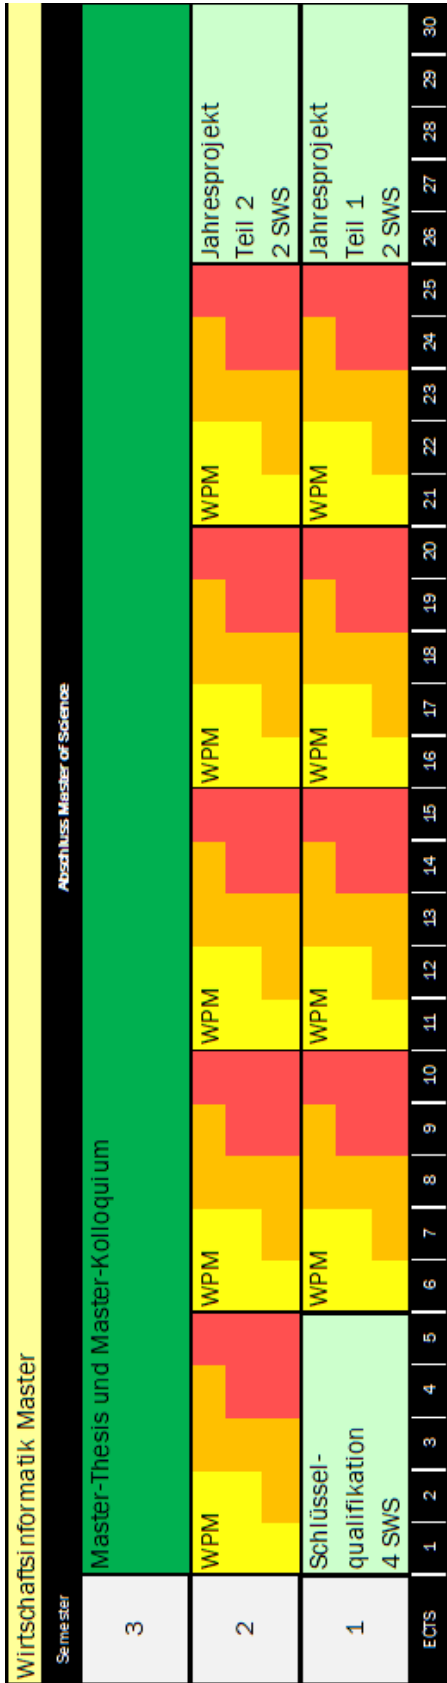 Wirtschaftsinformatik Master
Semester
Abschluss Master of Science
3
Master-Thesis und Master-Kolloquium
2
WPM
WPM
WPM
WPM
WPM
Jahresprojekt
Teil 2
2 SWS
1
Schlüssel-
qualifikation
4 SWS
WPM
WPM
WPM
WPM
Jahresprojekt
Teil 1
2 SWS
ECTS
1
2
3
4
5
6
7
8
9
10
11
12
13
14
15
16
17
18
19
20
21
22
23
24
25
26
27
28
29
30